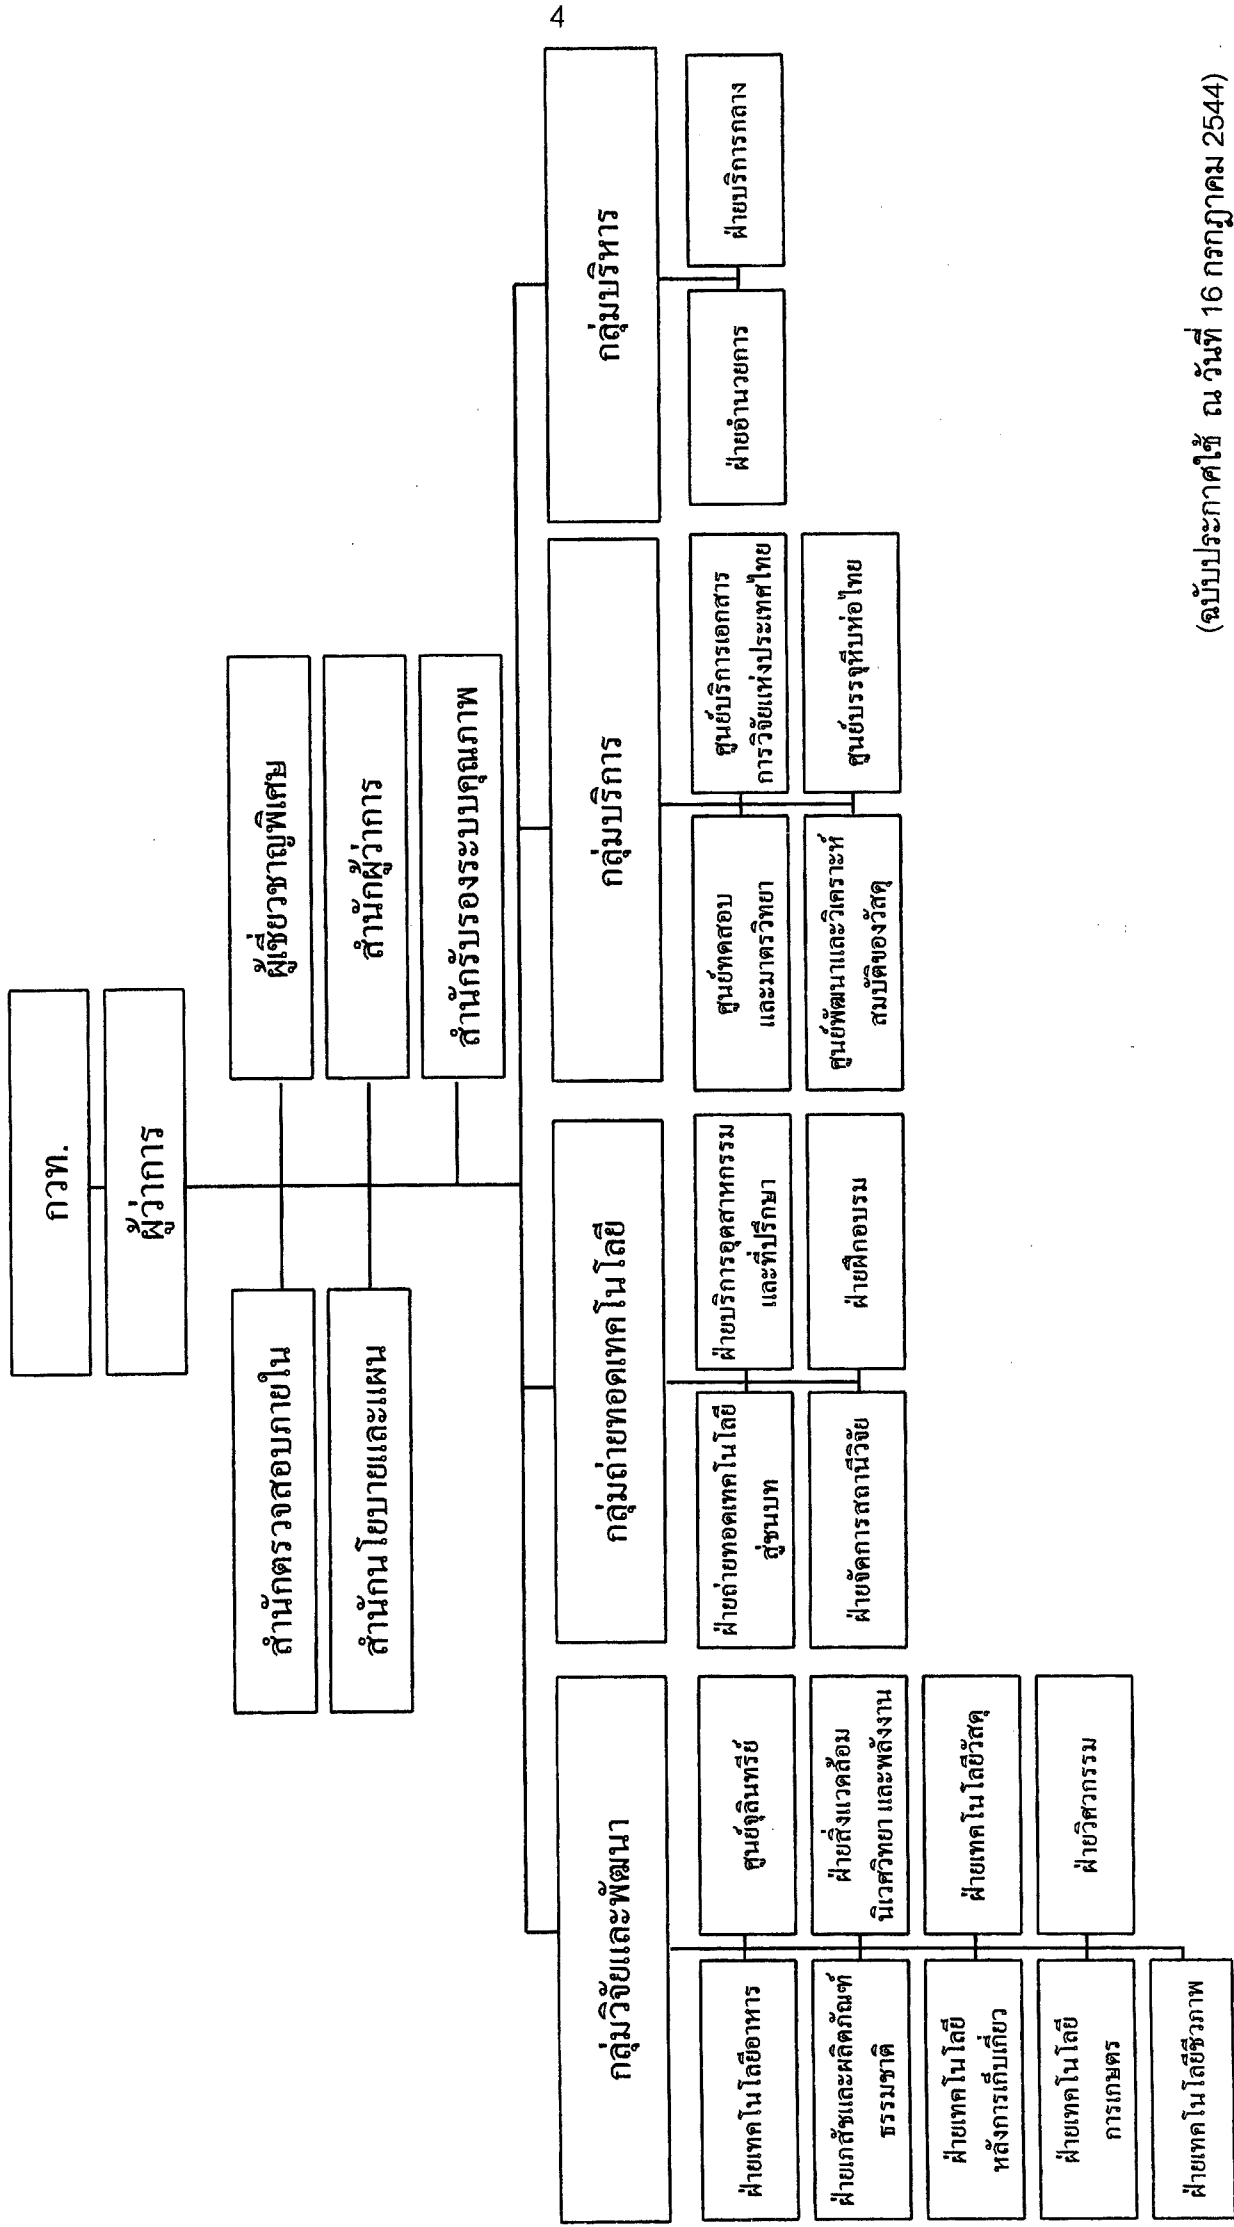 4
กวท.
ผู้ว่าการ
สำนักตรวจสอบภายใน
ผู้เชี่ยวชาญพิเศษ
สำนักนโยบายและแผน
สำนักผู้ว่าการ
สำนักรับรองระบบคุณภาพ
กลุ่มวิจัยและพัฒนา
กลุ่มถ่ายทอดเทคโนโลยี
กลุ่มบริการ
กลุ่มบริหาร
ฝ่ายเทคโนโลยีอาหาร
ศูนย์จุลินทรีย์
ฝ่ายเภสัชและผลิตภัณฑ์
ธรรมชาติ
ฝ่ายสิ่งแวดล้อม
นิเวศวิทยา และพลังงาน
ฝ่ายเทคโนโลยี
หลังการเก็บเกี่ยว
ฝ่ายเทคโนโลยีวัสดุ
ฝ่ายเทคโนโลยี
การเกษตร
ฝ่ายวิศวกรรม
ฝ่ายเทคโนโลยีชีวภาพ
ฝ่ายถ่ายทอดเทคโนโลยี
สู่ชนบท
ฝ่ายบริการอุตสาหกรรม
และที่ปรึกษา
ฝ่ายจัดการสถานีวิจัย
ฝ่ายฝึกอบรม
ศูนย์ทดสอบ
และมาตรวิทยา
ศูนย์บริการเอกสาร
การวิจัยแห่งประเทศไทย
ศูนย์พัฒนาและวิเคราะห์
สมบัติของวัสดุ
ศูนย์บรรจุหีบห่อไทย
ฝ่ายอำนวยการ
ฝ่ายบริการกลาง
(ฉบับประกาศใช้ ณ วันที่ 16 กรกฎาคม 2544)